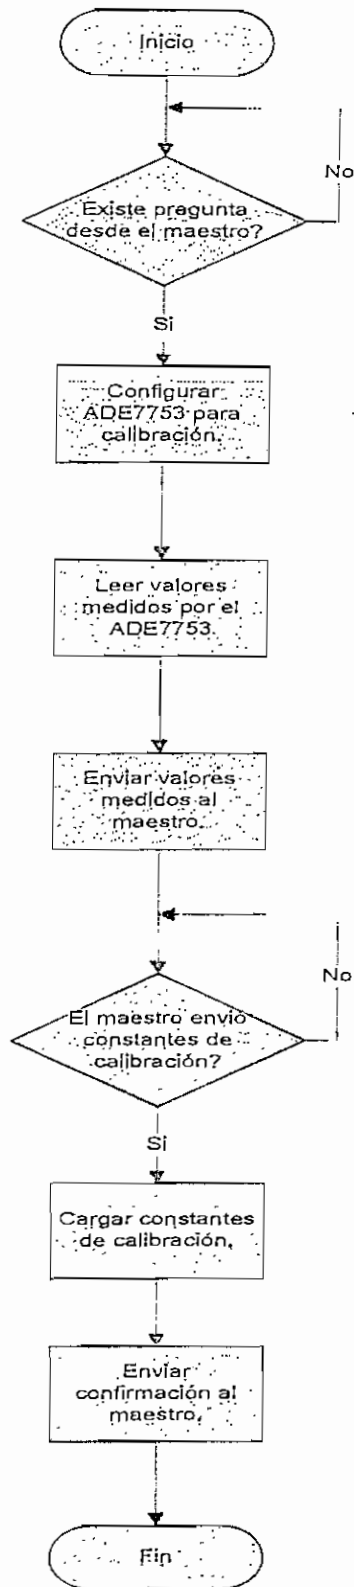 Inicio
No
Existe pregunta
desde el maestro?
Si
Configurar
ADE7753 para
calibración.
Leer valores
medidos por el
ADE7753.
Enviar valores
medidos al
maestro.
No
El maestro envió
constantes de
calibración?
Si
Cargar constantes
de calibración.
Enviar
confirmación al
maestro.
Fin